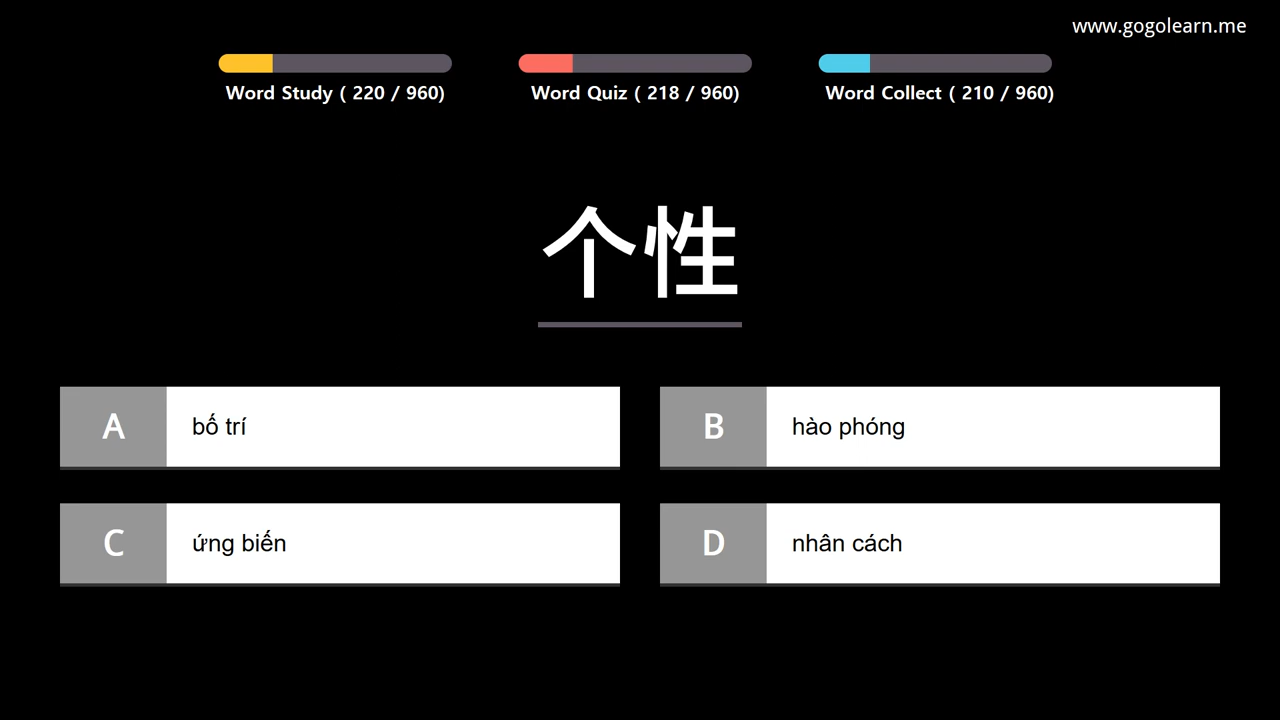 www.gogolearn.me
Word Study ( 220 / 960)
Word Quiz ( 218 / 960)
Word Collect ( 210 / 960)
个性
A
bố trí
B
hào phóng
C
ứng biến
D
nhân cách